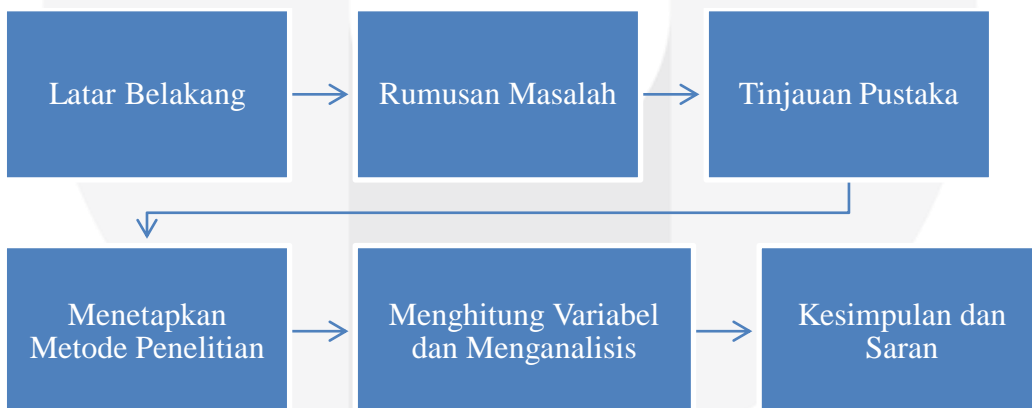 Latar Belakang
Rumusan Masalah
Tinjauan Pustaka
Menetapkan
Metode Penelitian
Menghitung Variabel
dan Menganalisis
Kesimpulan dan
Saran